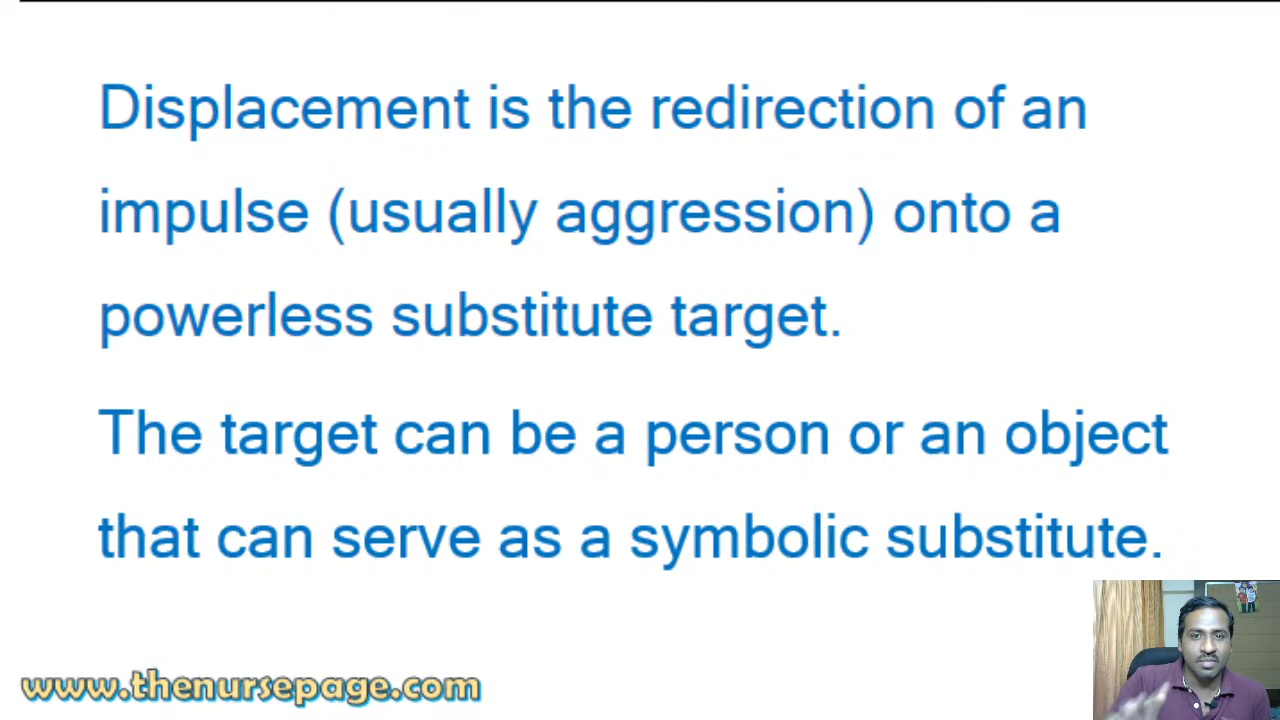 Displacement is the redirection of an
impulse (usually aggression) onto a
powerless substitute target.
The target can be a person or an object
that can serve as a symbolic substitute.
www.thenursepage.com